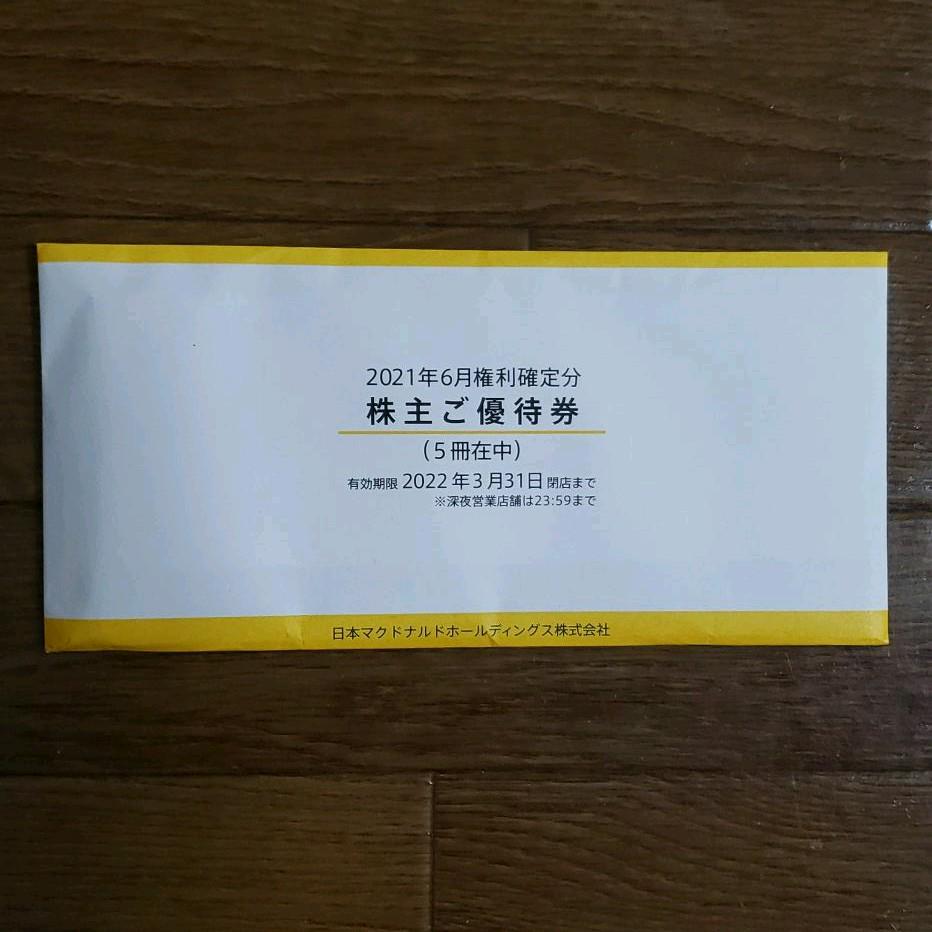 2021年6月権利確定分
株主ご優待券
（5冊在中）
有効期限 2022年3月31日 閉店まで
※深夜営業店舗は23:59まで
日本マクドナルドホールディングス株式会社